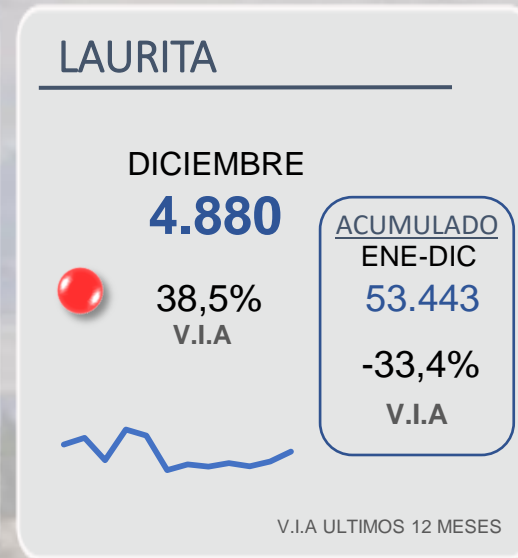 LAURITA
DICIEMBRE
4.880
38,5%
V.I.A
ACUMULADO
ENE-DIC
53.443
-33,4%
V.I.A
V.I.A ULTIMOS 12 MESES